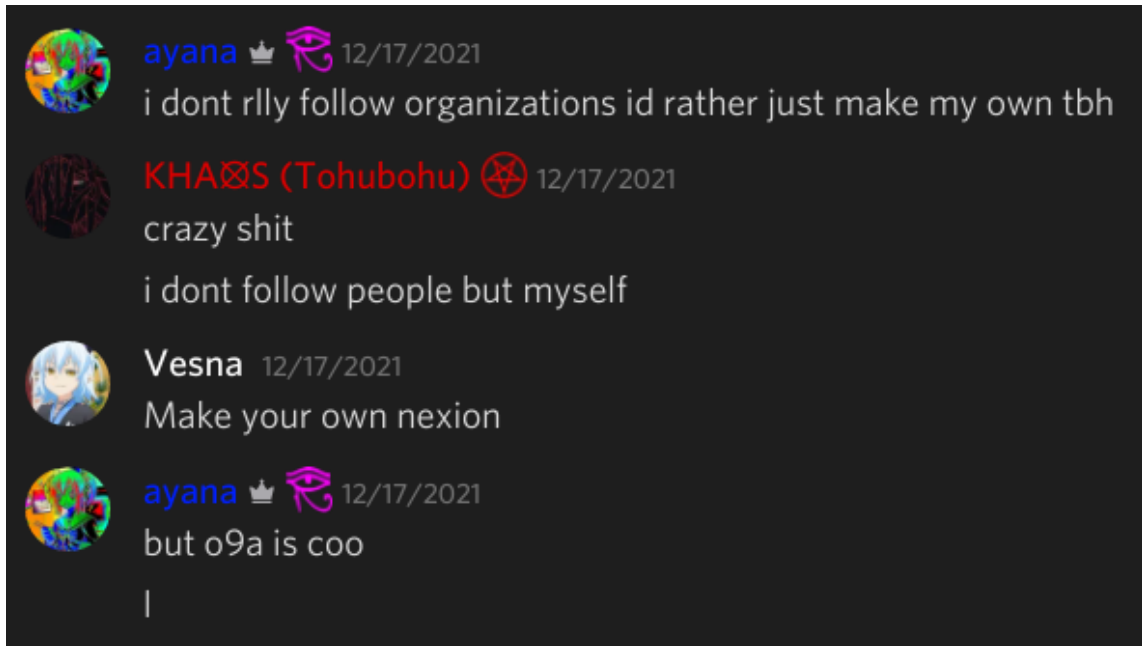 ayana 12/17/2021
i dont rlly follow organizations id rather just make my own tbh
KHA⦻S (Tohubohu) 12/17/2021
crazy shit
i dont follow people but myself
Vesna 12/17/2021
Make your own nexion
ayana 12/17/2021
but o9a is coo
l